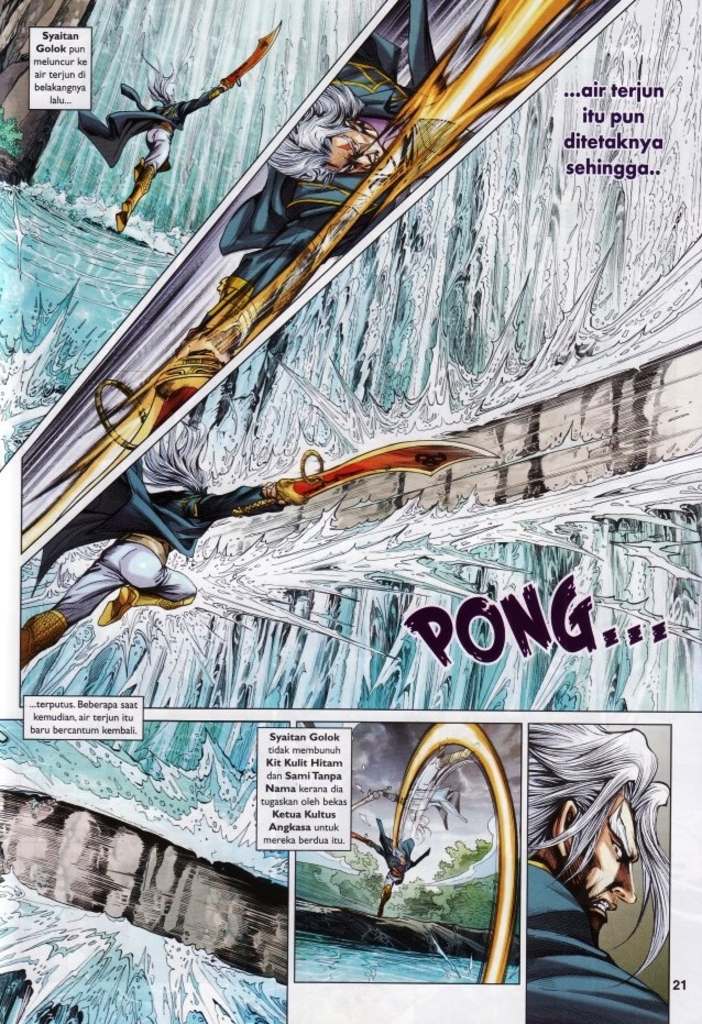 Syaitan
Golok pun
meluncur ke
air terjun di
belakangnya
lalu...
...air terjun
itu pun
ditetaknya
sehingga..
PONG...
...terputus. Beberapa saat
kemudian, air terjun itu
baru bercantum kembali.
Syaitan Golok
tidak membunuh
Kit Kulit Hitam
dan Sami Tanpa
Nama kerana dia
tugaskan oleh bekas
Ketua Kultus
Angkasa untuk
mereka berdua itu.
21